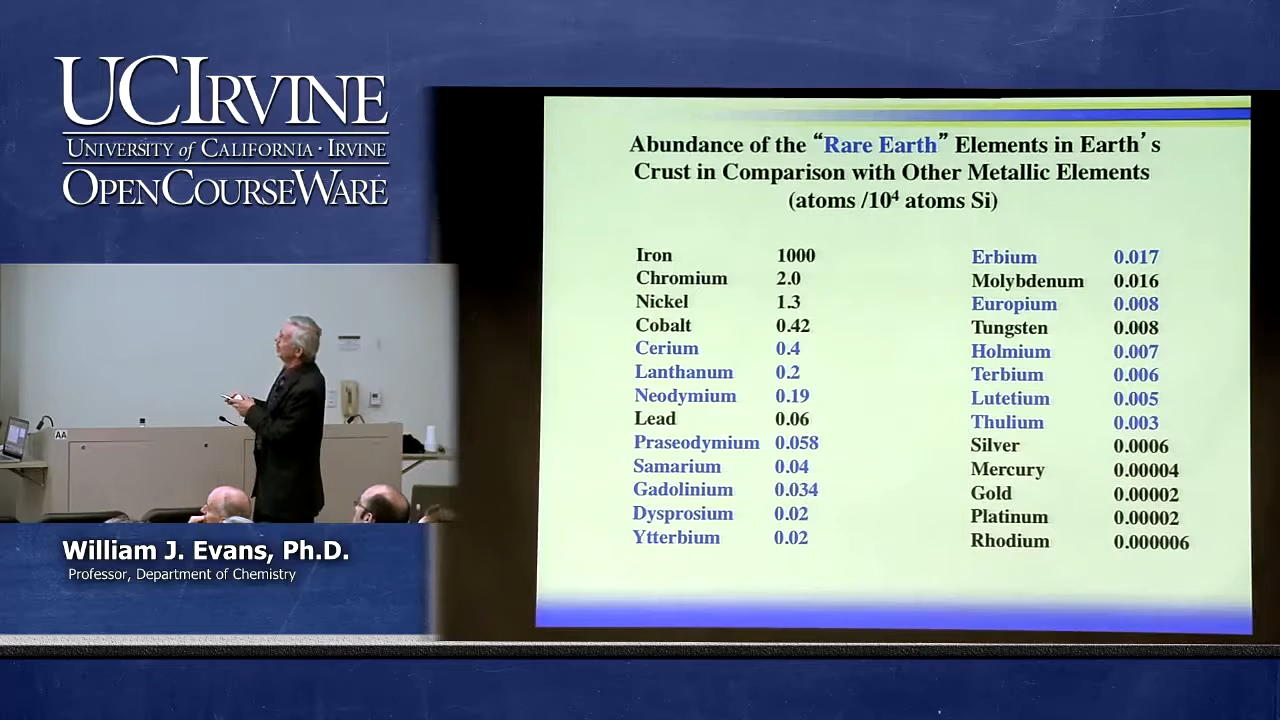 UCIRVINE
UNIVERSITY of CALIFORNIA · IRVINE
OPENCOURSEWARE
Abundance of the “Rare Earth” Elements in Earth’s
Crust in Comparison with Other Metallic Elements
(atoms /10⁴ atoms Si)
Iron 1000
Chromium 2.0
Nickel 1.3
Cobalt 0.42
Cerium 0.4
Lanthanum 0.2
Neodymium 0.19
Lead 0.06
Praseodymium 0.058
Samarium 0.04
Gadolinium 0.034
Dysprosium 0.02
Ytterbium 0.02
Erbium 0.017
Molybdenum 0.016
Europium 0.008
Tungsten 0.008
Holmium 0.007
Terbium 0.006
Lutetium 0.005
Thulium 0.003
Silver 0.0006
Mercury 0.00004
Gold 0.00002
Platinum 0.00002
Rhodium 0.000006
AA
William J. Evans, Ph.D.
Professor, Department of Chemistry